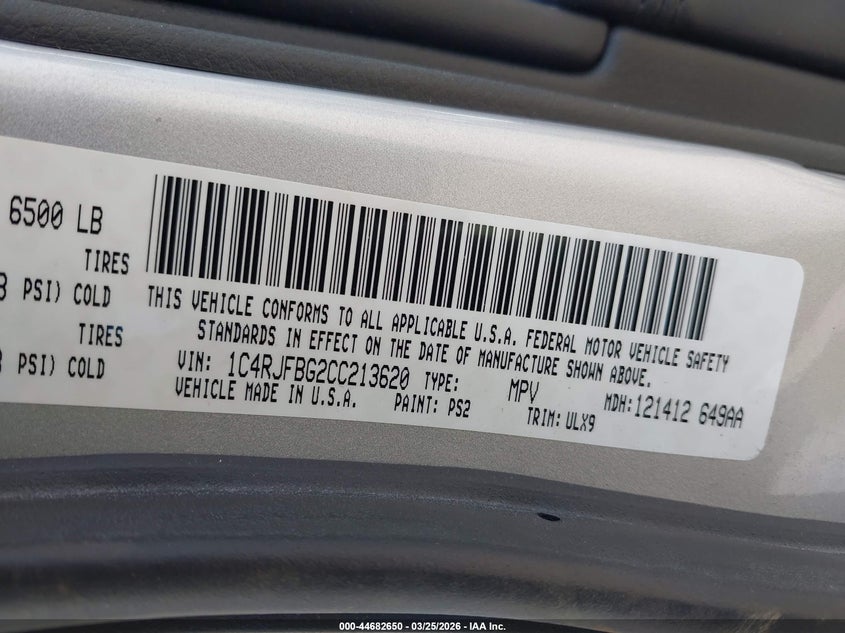 6500 LB
TIRES
PSI) COLD
THIS VEHICLE CONFORMS TO ALL APPLICABLE U.S.A. FEDERAL MOTOR VEHICLE SAFETY
TIRES
STANDARDS IN EFFECT ON THE DATE OF MANUFACTURE SHOWN ABOVE.
PSI) COLD
VIN: 1C4RJFBG2CC213620 TYPE: MPV MDH:121412 649AA
VEHICLE MADE IN U.S.A. PAINT: PS2 TRIM: ULX9
000-44682650 - 03/25/2026 - IAA Inc.